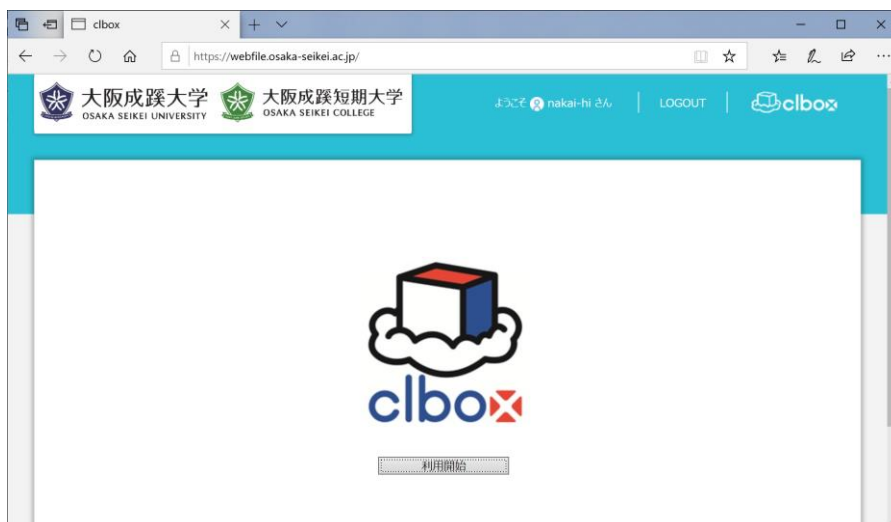 clbox
https://webfile.osaka-seikei.ac.jp/
大阪成蹊大学
OSAKA SEIKEI UNIVERSITY
大阪成蹊短期大学
OSAKA SEIKEI COLLEGE
ようこそ nakai-hi さん
LOGOUT
clbox
clbox
利用開始